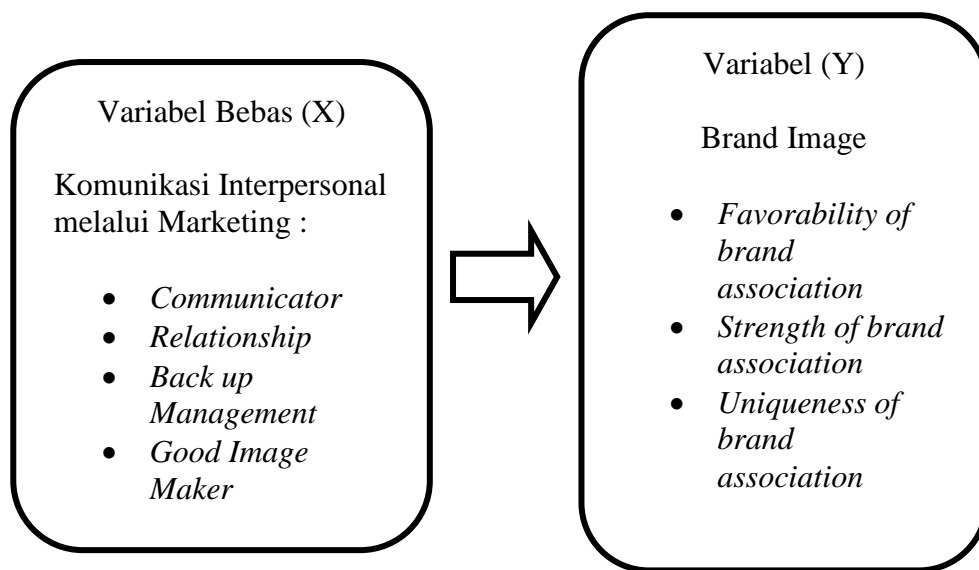 Variabel Bebas (X)
Komunikasi Interpersonal
melalui Marketing :
• Communicator
• Relationship
• Back up
Management
• Good Image
Maker
Variabel (Y)
Brand Image
• Favorability of
brand
association
• Strength of brand
association
• Uniqueness of
brand
association